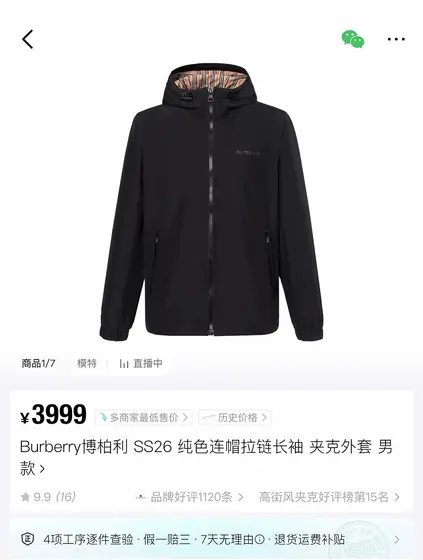 商品1/7 模特 直播中
¥3999 多商家最低售价 > 历史价格 >
Burberry博柏利 SS26 纯色连帽拉链长袖 夹克外套 男
款 >
9.9 (16) 品牌好评1120条 > 高街风夹克好评榜第15名 >
4项工序逐件查验 · 假一赔三 · 7天无理由 · 退货运费补贴